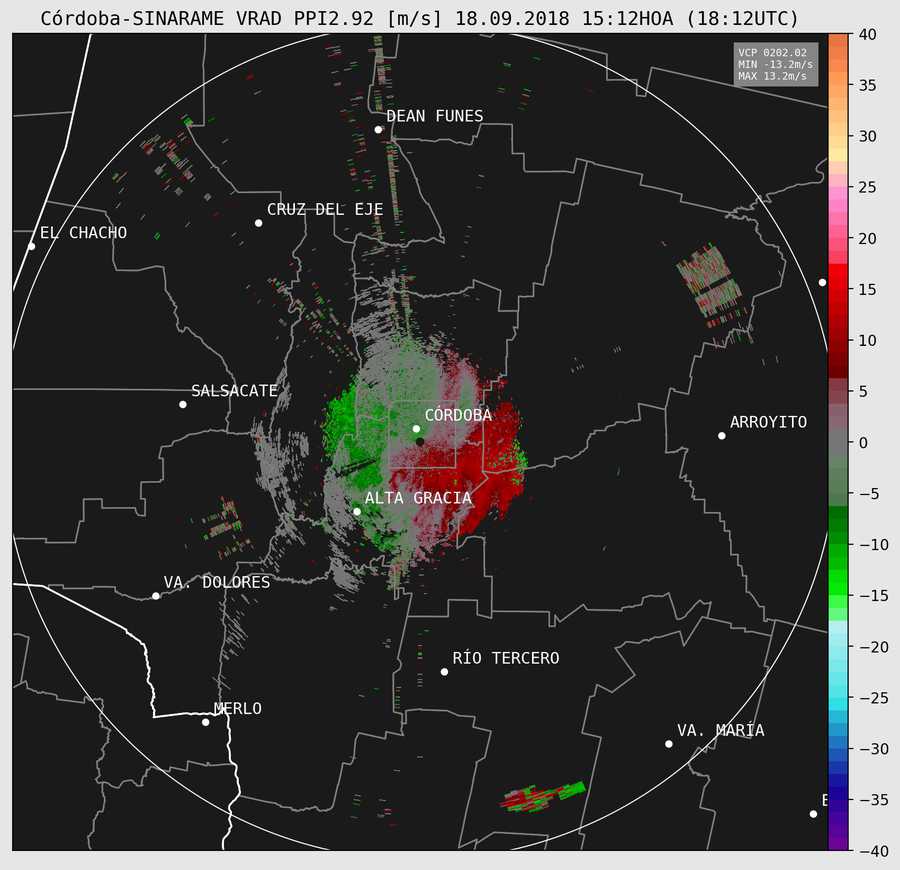 Córdoba-SINARAME VRAD PPI2.92 [m/s] 18.09.2018 15:12HOA (18:12UTC)
VCP 0202.02
MIN -13.2m/s
MAX 13.2m/s
DEAN FUNES
CRUZ DEL EJE
EL CHACHO
SALSACATE
CÓRDOBA
ARROYITO
ALTA GRACIA
VA. DOLORES
RÍO TERCERO
MERLO
VA. MARÍA
40
35
30
25
20
15
10
5
0
−5
−10
−15
−20
−25
−30
−35
−40